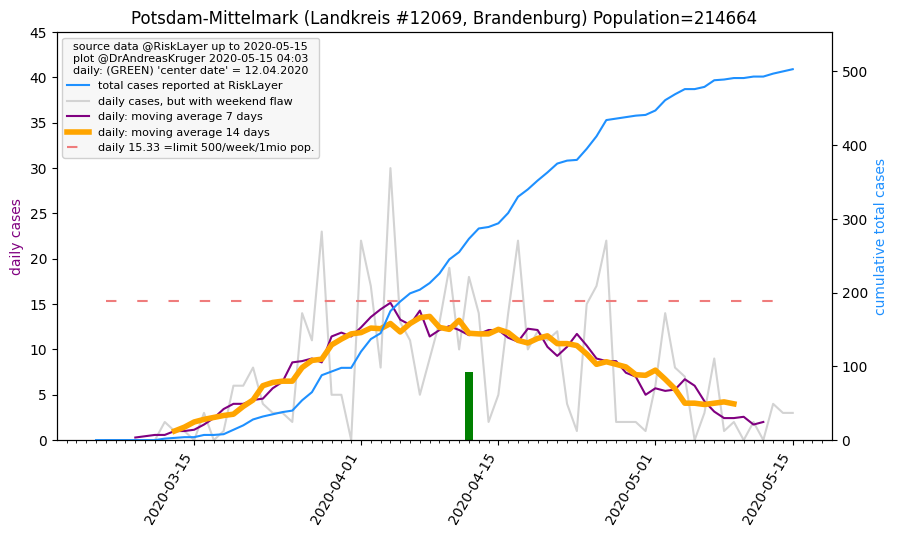 Potsdam-Mittelmark (Landkreis #12069, Brandenburg) Population=214664
source data @RiskLayer up to 2020-05-15
plot @DrAndreasKruger 2020-05-15 04:03
daily: (GREEN) 'center date' = 12.04.2020
total cases reported at RiskLayer
daily cases, but with weekend flaw
daily: moving average 7 days
daily: moving average 14 days
daily 15.33 =limit 500/week/1mio pop.
daily cases
45
40
35
30
25
20
15
10
5
0
cumulative total cases
500
400
300
200
100
0
2020-03-15
2020-04-01
2020-04-15
2020-05-01
2020-05-15